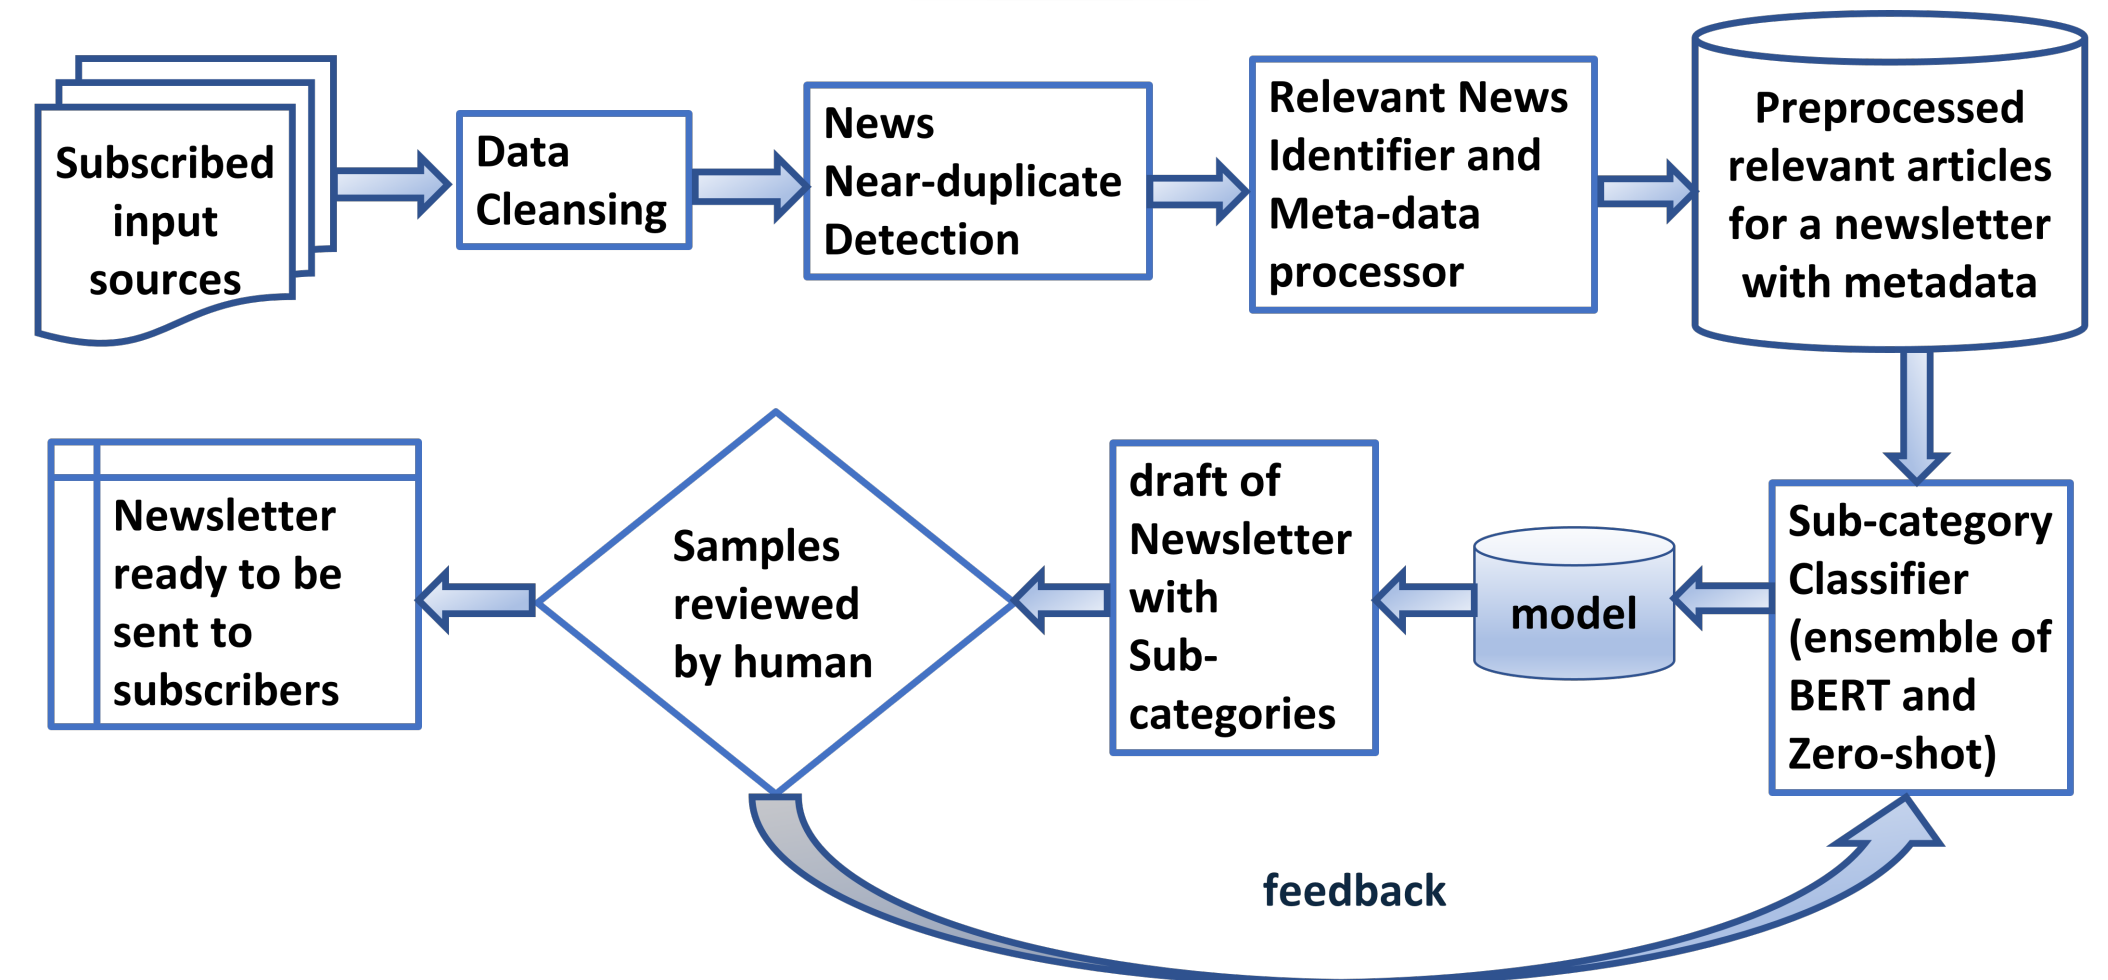 Subscribed
input
sources
Data
Cleansing
News
Near-duplicate
Detection
Relevant News
Identifier and
Meta-data
processor
Preprocessed
relevant articles
for a newsletter
with metadata
Sub-category
Classifier
(ensemble of
BERT and
Zero-shot)
model
draft of
Newsletter
with
Sub-
categories
Samples
reviewed
by human
Newsletter
ready to be
sent to
subscribers
feedback